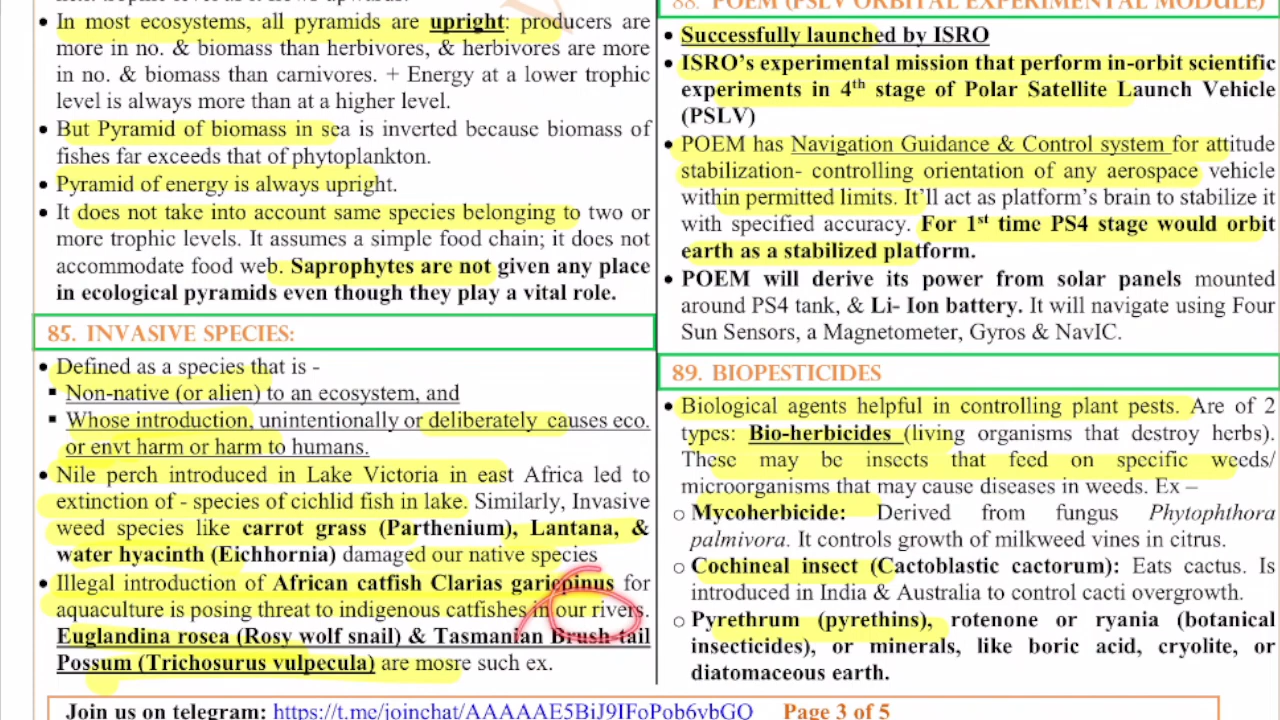 In most ecosystems, all pyramids are upright: producers are
more in no. & biomass than herbivores, & herbivores are more
in no. & biomass than carnivores. + Energy at a lower trophic
level is always more than at a higher level.
• But Pyramid of biomass in sea is inverted because biomass of
fishes far exceeds that of phytoplankton.
• Pyramid of energy is always upright.
• It does not take into account same species belonging to two or
more trophic levels. It assumes a simple food chain; it does not
accommodate food web. Saprophytes are not given any place
in ecological pyramids even though they play a vital role.
85. INVASIVE SPECIES:
• Defined as a species that is -
▪ Non-native (or alien) to an ecosystem, and
▪ Whose introduction, unintentionally or deliberately causes eco.
or envt harm or harm to humans.
• Nile perch introduced in Lake Victoria in east Africa led to
extinction of - species of cichlid fish in lake. Similarly, Invasive
weed species like carrot grass (Parthenium), Lantana, &
water hyacinth (Eichhornia) damaged our native species
• Illegal introduction of African catfish Clarias gariepinus for
aquaculture is posing threat to indigenous catfishes in our rivers.
Euglandina rosea (Rosy wolf snail) & Tasmanian Brush-tail
Possum (Trichosurus vulpecula) are mosre such ex.
88. POEM (PSLV ORBITAL EXPERIMENTAL MODULE)
• Successfully launched by ISRO
• ISRO's experimental mission that perform in-orbit scientific
experiments in 4th stage of Polar Satellite Launch Vehicle
(PSLV)
• POEM has Navigation Guidance & Control system for attitude
stabilization- controlling orientation of any aerospace vehicle
within permitted limits. It'll act as platform's brain to stabilize it
with specified accuracy. For 1st time PS4 stage would orbit
earth as a stabilized platform.
• POEM will derive its power from solar panels mounted
around PS4 tank, & Li- Ion battery. It will navigate using Four
Sun Sensors, a Magnetometer, Gyros & NavIC.
89. BIOPESTICIDES
• Biological agents helpful in controlling plant pests. Are of 2
types: Bio-herbicides (living organisms that destroy herbs).
These may be insects that feed on specific weeds/
microorganisms that may cause diseases in weeds. Ex –
o Mycoherbicide: Derived from fungus Phytophthora
palmivora. It controls growth of milkweed vines in citrus.
o Cochineal insect (Cactoblastic cactorum): Eats cactus. Is
introduced in India & Australia to control cacti overgrowth.
o Pyrethrum (pyrethins), rotenone or ryania (botanical
insecticides), or minerals, like boric acid, cryolite, or
diatomaceous earth.
Join us on telegram: https://t.me/joinchat/AAAAAE5BiJ9IFoPob6vbGQ Page 3 of 5